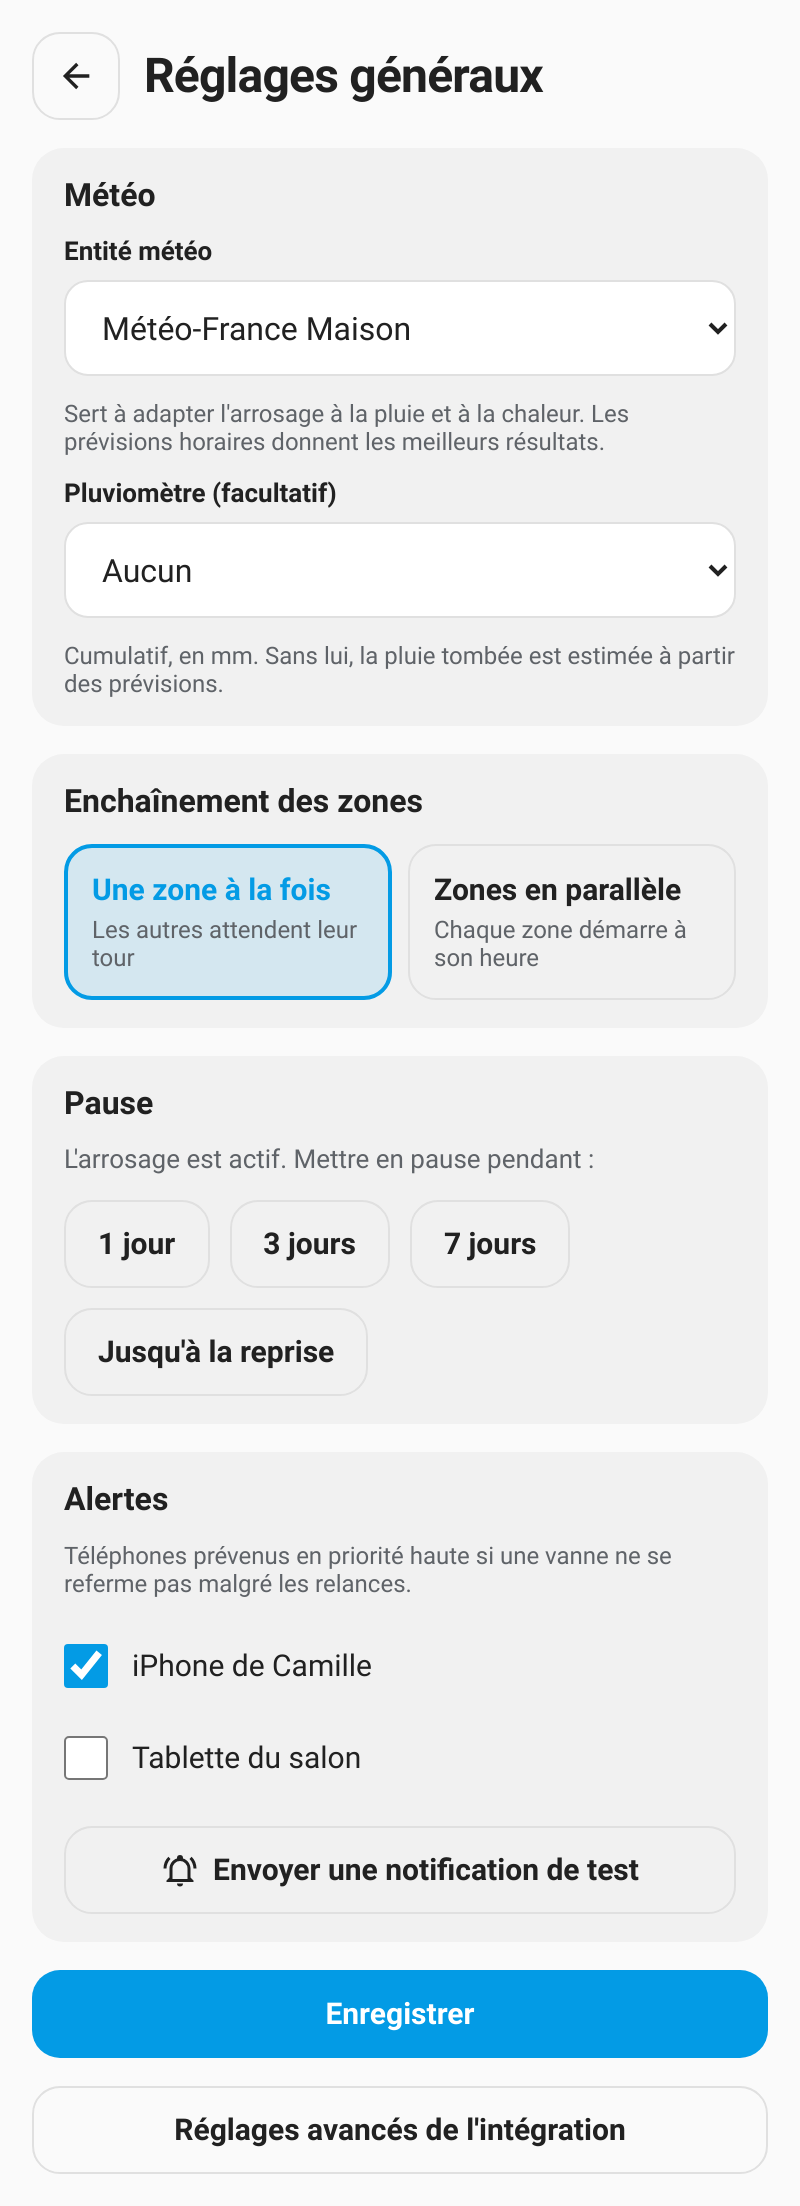 Réglages généraux
Météo
Entité météo
Météo-France Maison
Sert à adapter l'arrosage à la pluie et à la chaleur. Les
prévisions horaires donnent les meilleurs résultats.
Pluviomètre (facultatif)
Aucun
Cumulatif, en mm. Sans lui, la pluie tombée est estimée à partir
des prévisions.
Enchaînement des zones
Une zone à la fois
Les autres attendent leur
tour
Zones en parallèle
Chaque zone démarre à
son heure
Pause
L'arrosage est actif. Mettre en pause pendant :
1 jour
3 jours
7 jours
Jusqu'à la reprise
Alertes
Téléphones prévenus en priorité haute si une vanne ne se
referme pas malgré les relances.
iPhone de Camille
Tablette du salon
Envoyer une notification de test
Enregistrer
Réglages avancés de l'intégration